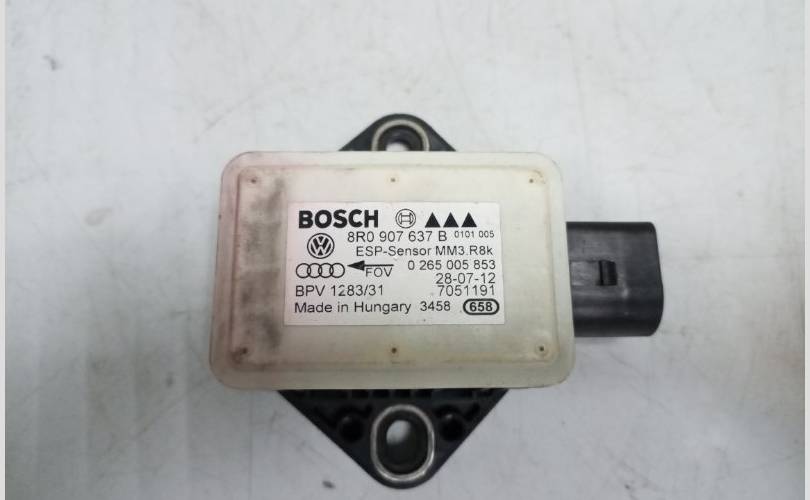 BOSCH
8R0 907 637 B 0101 005
ESP-Sensor MM3.R8k
FOV 0 265 005 853
28-07-12
BPV 1283/31 7051191
Made in Hungary 3458 658